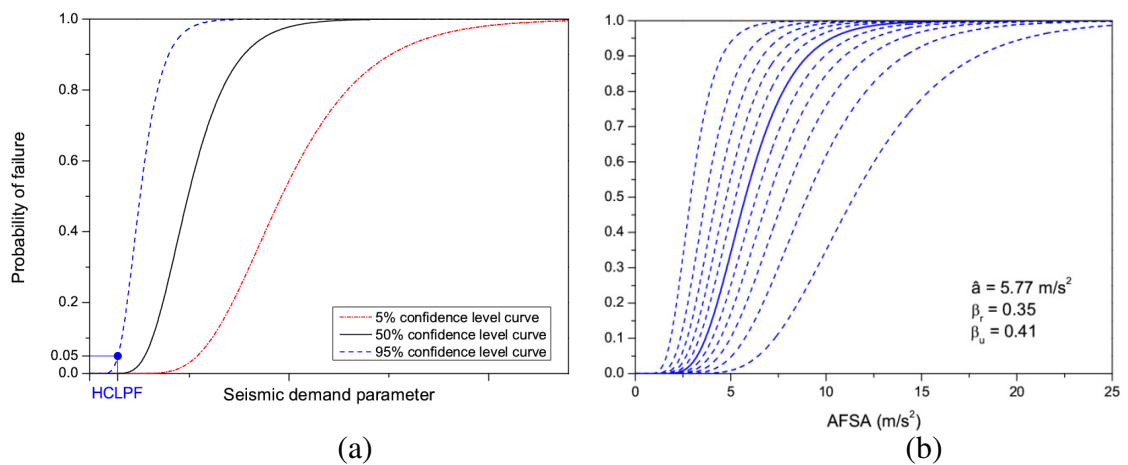 Probability of failure
1.0
0.8
0.6
0.4
0.2
0.05
0.0
HCLPF
Seismic demand parameter
5% confidence level curve
50% confidence level curve
95% confidence level curve
(a)
1.0
0.9
0.8
0.7
0.6
0.5
0.4
0.3
0.2
0.1
0.0
0 5 10 15 20 25
AFSA (m/s²)
â = 5.77 m/s²
βr = 0.35
βu = 0.41
(b)